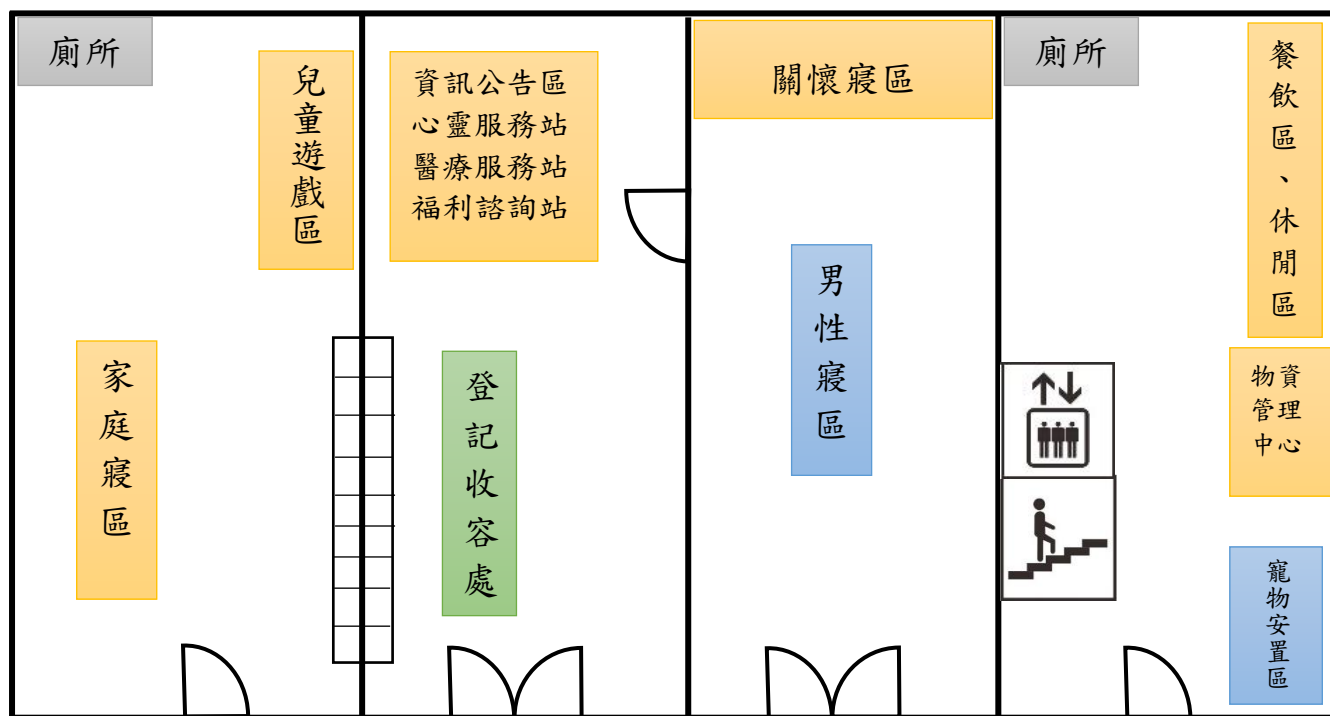 廁所
兒童遊戲區
家庭寢區
資訊公告區
心靈服務站
醫療服務站
福利諮詢站
登記收容處
關懷寢區
男性寢區
廁所
餐飲區、休閒區
物資
管理
中心
寵物安置區